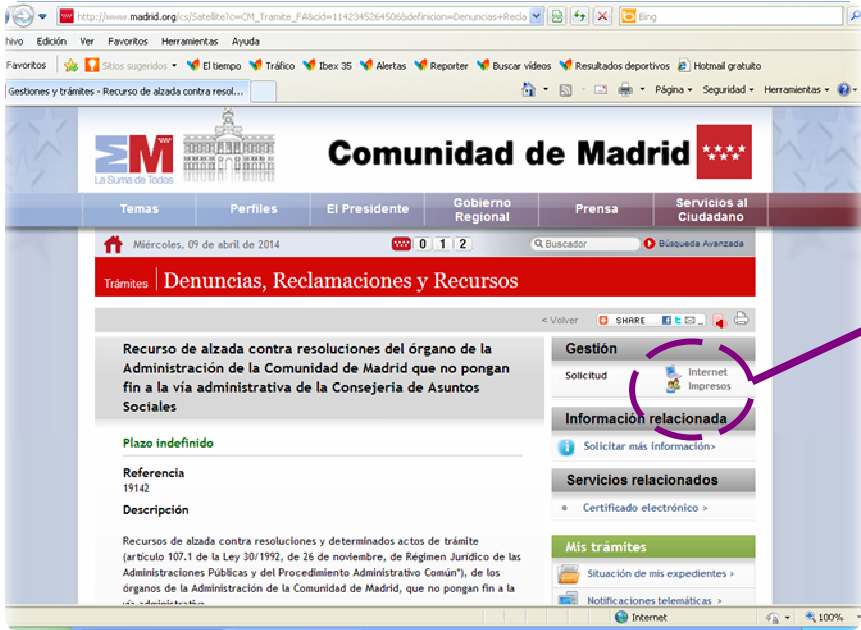 http://www.madrid.org/cs/Satellite?c=CM_Tramite_FA&cid=1142345264506&definicion=Denuncias+Recla
Bing
hivo Edición Ver Favoritos Herramientas Ayuda
Favoritos Sitios sugeridos El tiempo Tráfico Ibex 35 Alertas Reporter Buscar vídeos Resultados deportivos Hotmail gratuito
Gestiones y trámites - Recurso de alzada contra resol... Página Seguridad Herramientas
EM
La Suma de Todos
Comunidad de Madrid
Temas Perfiles El Presidente Gobierno Regional Prensa Servicios al Ciudadano
Miércoles, 09 de abril de 2014 0 1 2 Buscador Búsqueda Avanzada
Trámites Denuncias, Reclamaciones y Recursos
< Volver SHARE
Recurso de alzada contra resoluciones del órgano de la
Administración de la Comunidad de Madrid que no pongan
fin a la vía administrativa de la Consejería de Asuntos
Sociales
Plazo indefinido
Referencia
19142
Descripción
Recursos de alzada contra resoluciones y determinados actos de trámite
(artículo 107.1 de la Ley 30/1992, de 26 de noviembre, de Régimen Jurídico de las
Administraciones Públicas y del Procedimiento Administrativo Común"), de los
órganos de la Administración de la Comunidad de Madrid, que no pongan fin a la
vía administrativa
Gestión
Solicitud Internet
Impresos
Información relacionada
Solicitar más información>
Servicios relacionados
Certificado electrónico >
Mis trámites
Situación de mis expedientes >
Notificaciones telemáticas >
Internet 100%